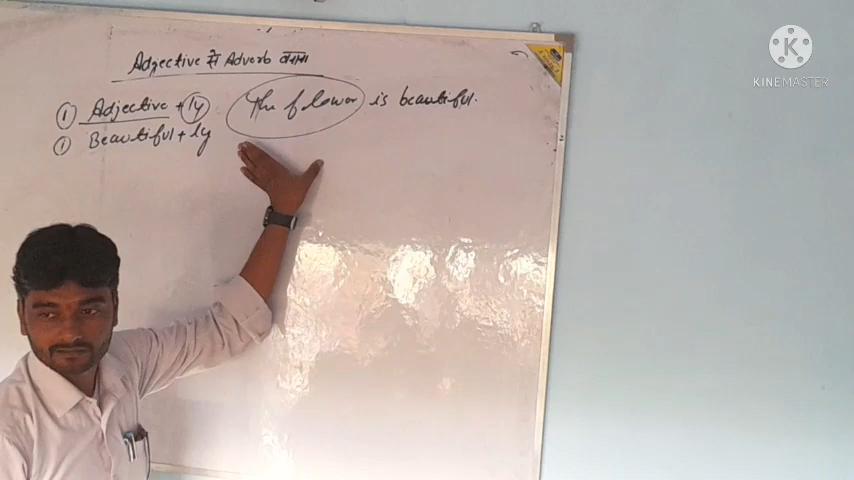 Adjective से Adverb बनाना
① Adjective + ly The flower is beautiful.
① Beautiful + ly
K
KINEMASTER